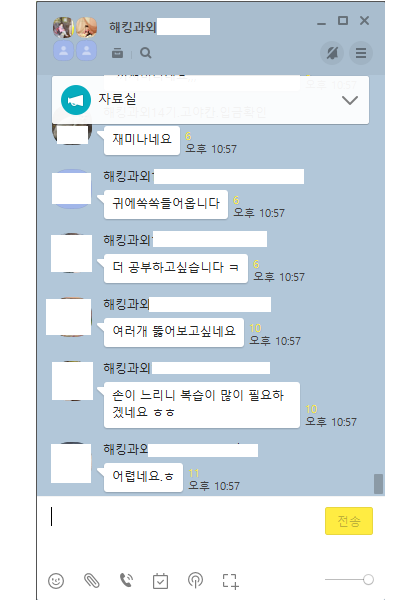 해킹과외
자료실
재미나네요
6
오후 10:57
해킹과외
귀에쏙쏙들어옵니다
6
오후 10:57
해킹과외
더 공부하고싶습니다 ㅋ
6
오후 10:57
해킹과외
여러개 뚫어보고싶네요
10
오후 10:57
해킹과외
손이 느리니 복습이 많이 필요하
겠네요 ㅎㅎ
10
오후 10:57
해킹과외
어렵네요.ㅎ
11
오후 10:57
전송